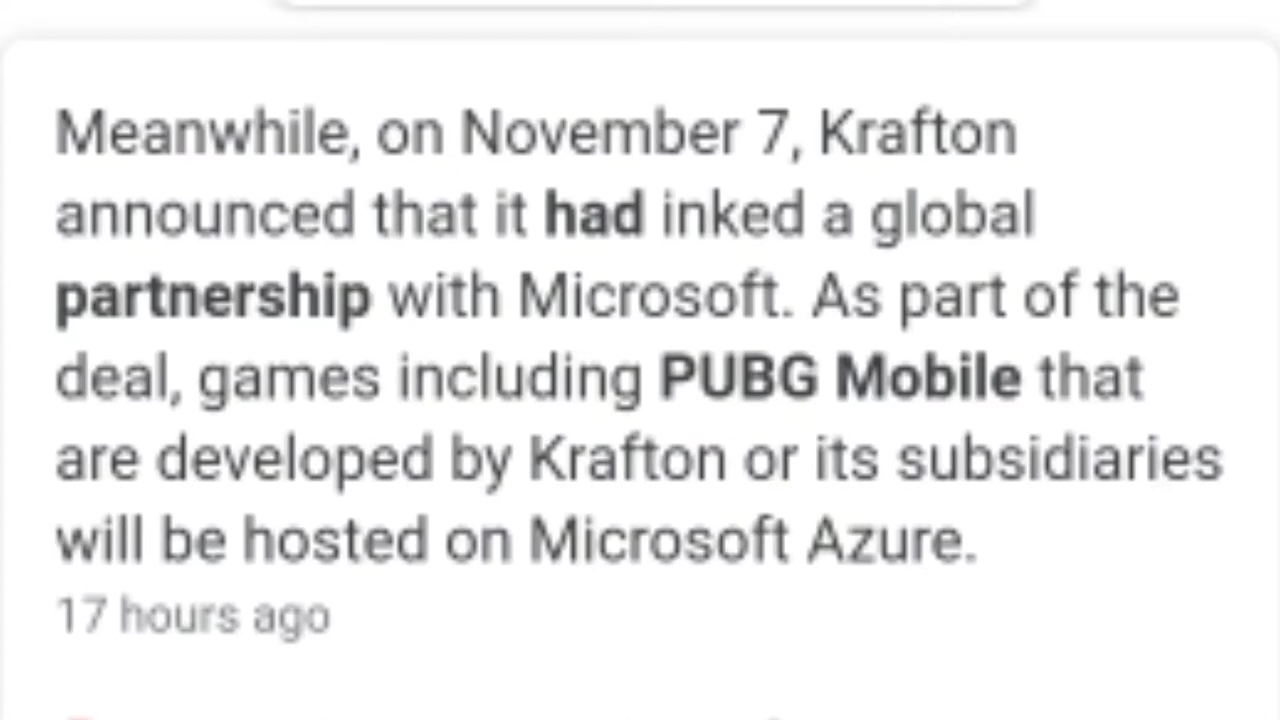 Meanwhile, on November 7, Krafton
announced that it had inked a global
partnership with Microsoft. As part of the
deal, games including PUBG Mobile that
are developed by Krafton or its subsidiaries
will be hosted on Microsoft Azure.
17 hours ago